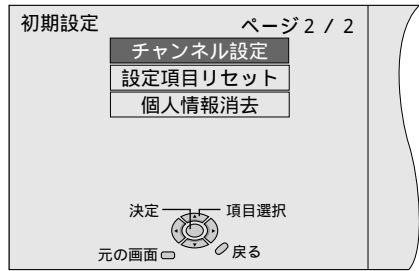 初期設定 ページ2/2
チャンネル設定
設定項目リセット
個人情報消去
決定 項目選択
元の画面 戻る